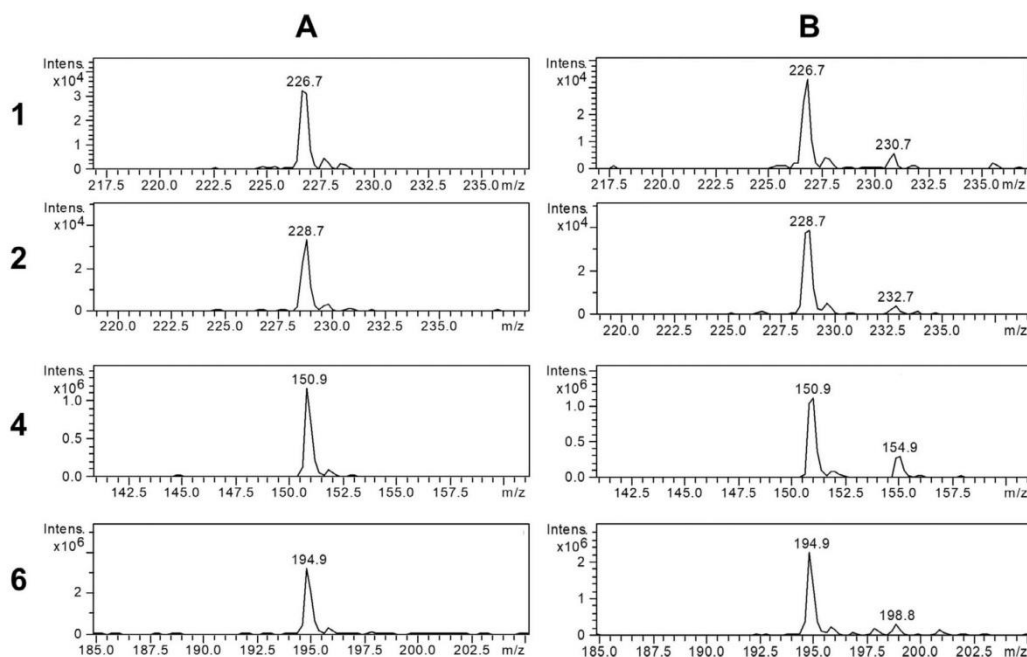 A B
1
Intens.
x10⁴
226.7
3
2
1
0
217.5 220.0 222.5 225.0 227.5 230.0 232.5 235.0 m/z
Intens.
x10⁴
226.7
230.7
2
1
0
217.5 220.0 222.5 225.0 227.5 230.0 232.5 235.0 m/z
2
Intens.
x10⁴
228.7
2
0
220.0 222.5 225.0 227.5 230.0 232.5 235.0 m/z
Intens.
x10⁴
228.7
232.7
2
0
220.0 222.5 225.0 227.5 230.0 232.5 235.0 m/z
4
Intens.
x10⁶
150.9
1.0
0.5
0.0
142.5 145.0 147.5 150.0 152.5 155.0 157.5 m/z
Intens.
x10⁶
150.9
154.9
1.0
0.5
0.0
142.5 145.0 147.5 150.0 152.5 155.0 157.5 m/z
6
Intens.
x10⁶
194.9
2
0
185.0 187.5 190.0 192.5 195.0 197.5 200.0 202.5 m/z
Intens.
x10⁶
194.9
198.8
2
1
0
185.0 187.5 190.0 192.5 195.0 197.5 200.0 202.5 m/z